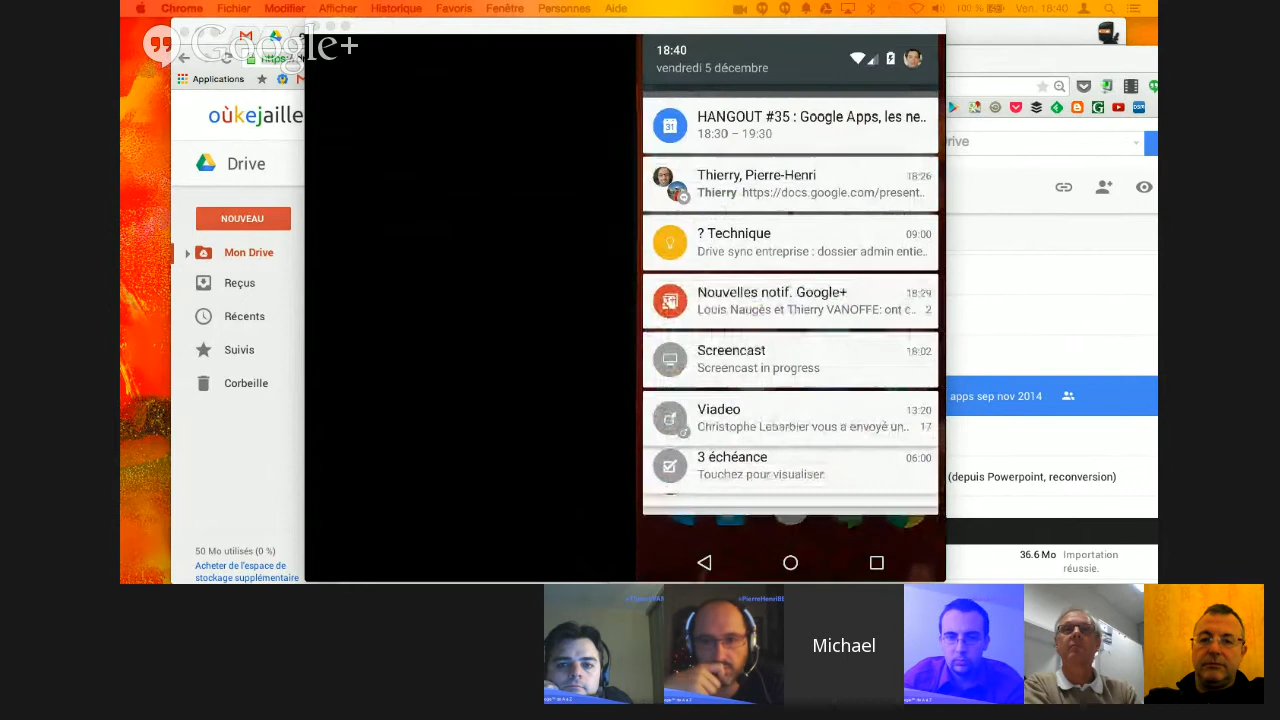 Chrome Fichier Modifier Afficher Historique Favoris Fenêtre Personnes Aide
100 % Ven. 18:40
Google+
Applications
oùkejaille
Drive
NOUVEAU
Mon Drive
Reçus
Récents
Suivis
Corbeille
50 Mo utilisés (0 %)
Acheter de l'espace de
stockage supplémentaire
18:40
vendredi 5 décembre
31
HANGOUT #35 : Google Apps, les ne..
18:30 – 19:30
Thierry, Pierre-Henri 18:26
Thierry https://docs.google.com/present..
? Technique 09:00
Drive sync entreprise : dossier admin entie..
Nouvelles notif. Google+ 18:29
Louis Naugès et Thierry VANOFFE: ont c.. 2
Screencast 18:02
Screencast in progress
Viadeo 13:20
Christophe Lebarbier vous a envoyé un.. 17
3 échéance 06:00
Touchez pour visualiser
rive
apps sep nov 2014
(depuis Powerpoint, reconversion)
36.6 Mo Importation
réussie.
Michael